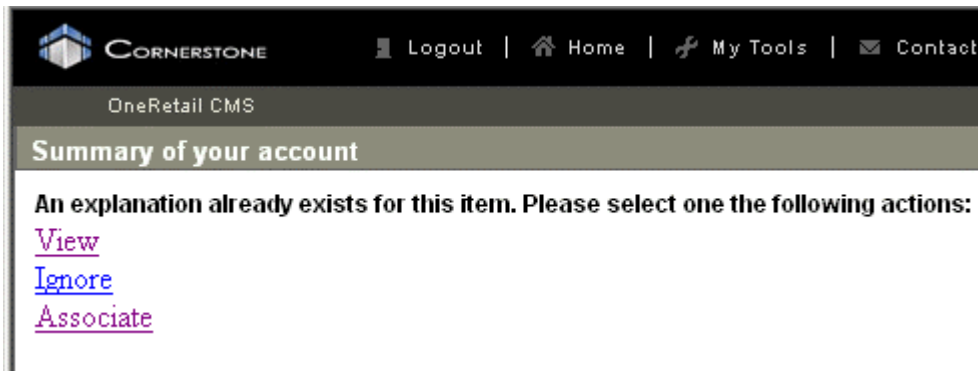 CORNERSTONE Logout | Home | My Tools | Contact
OneRetail CMS
Summary of your account
An explanation already exists for this item. Please select one the following actions:
View
Ignore
Associate